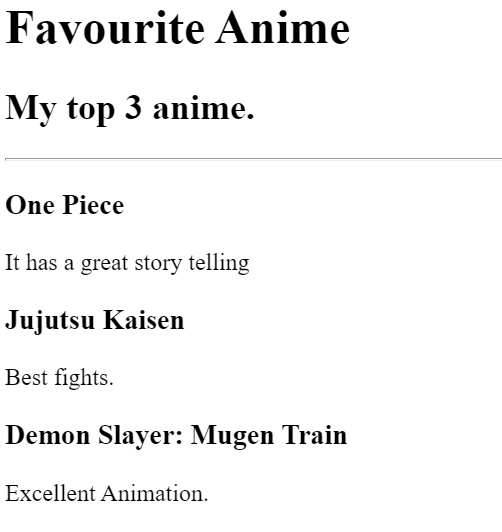 Favourite Anime
My top 3 anime.
One Piece
It has a great story telling
Jujutsu Kaisen
Best fights.
Demon Slayer: Mugen Train
Excellent Animation.